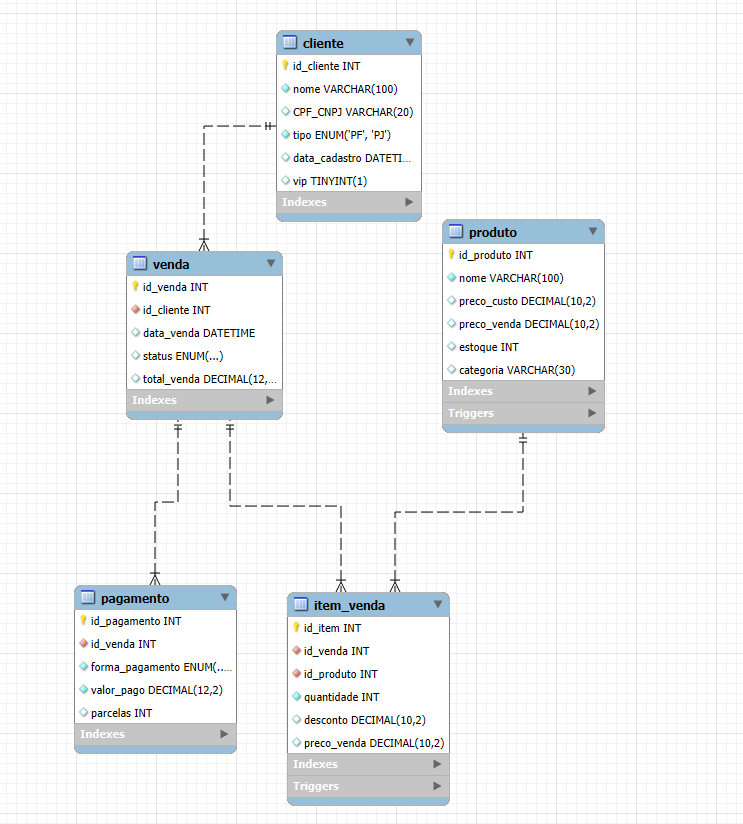 cliente
id_cliente INT
nome VARCHAR(100)
CPF_CNPJ VARCHAR(20)
tipo ENUM('PF', 'PJ')
data_cadastro DATETI...
vip TINYINT(1)
Indexes
produto
id_produto INT
nome VARCHAR(100)
preco_custo DECIMAL(10,2)
preco_venda DECIMAL(10,2)
estoque INT
categoria VARCHAR(30)
Indexes
Triggers
venda
id_venda INT
id_cliente INT
data_venda DATETIME
status ENUM(...)
total_venda DECIMAL(12,...
Indexes
pagamento
id_pagamento INT
id_venda INT
forma_pagamento ENUM(...
valor_pago DECIMAL(12,2)
parcelas INT
Indexes
item_venda
id_item INT
id_venda INT
id_produto INT
quantidade INT
desconto DECIMAL(10,2)
preco_venda DECIMAL(10,2)
Indexes
Triggers